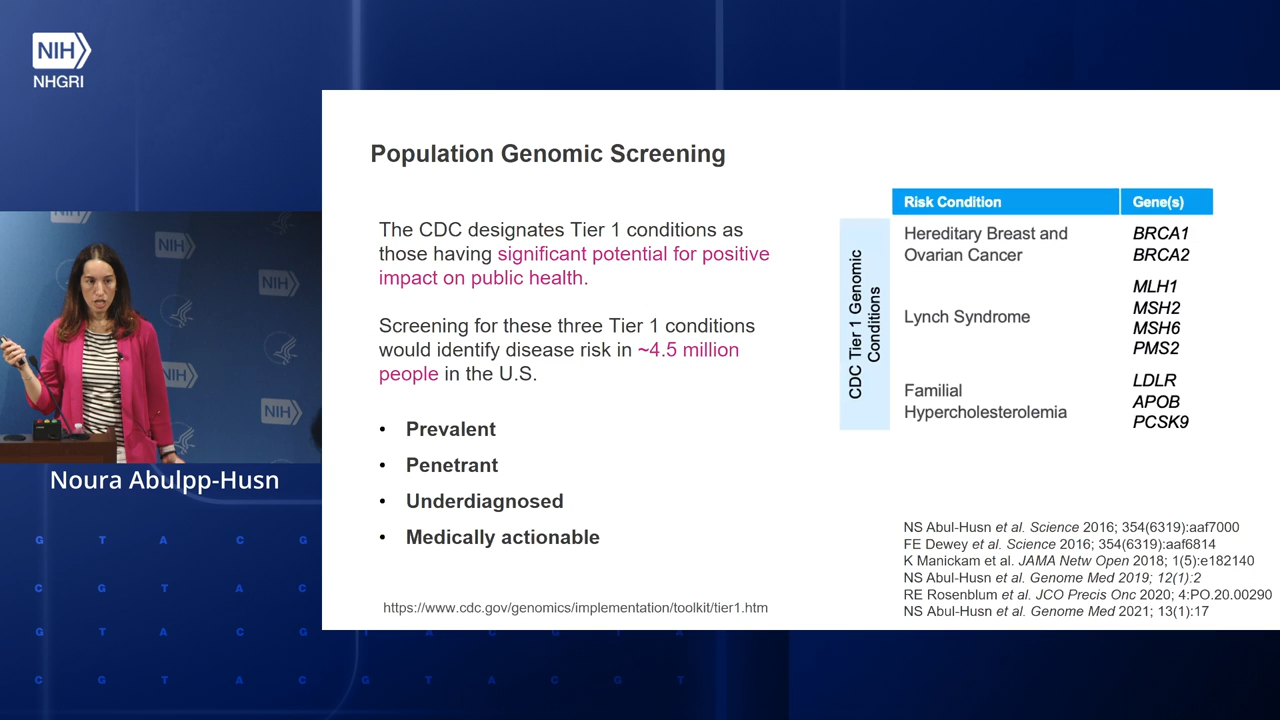 NIH
NHGRI
Population Genomic Screening
The CDC designates Tier 1 conditions as
those having significant potential for positive
impact on public health.
Screening for these three Tier 1 conditions
would identify disease risk in ~4.5 million
people in the U.S.
• Prevalent
• Penetrant
• Underdiagnosed
• Medically actionable
https://www.cdc.gov/genomics/implementation/toolkit/tier1.htm
Risk Condition
Gene(s)
CDC Tier 1 Genomic
Conditions
Hereditary Breast and
Ovarian Cancer
BRCA1
BRCA2
Lynch Syndrome
MLH1
MSH2
MSH6
PMS2
Familial
Hypercholesterolemia
LDLR
APOB
PCSK9
NS Abul-Husn et al. Science 2016; 354(6319):aaf7000
FE Dewey et al. Science 2016; 354(6319):aaf6814
K Manickam et al. JAMA Netw Open 2018; 1(5):e182140
NS Abul-Husn et al. Genome Med 2019; 12(1):2
RE Rosenblum et al. JCO Precis Onc 2020; 4:PO.20.00290
NS Abul-Husn et al. Genome Med 2021; 13(1):17
NIH
NIH
NIH
NIH
NIH
Noura Abulpp-Husn
G T A C G
C G T A C
G T A C G T A C G T A
C G T A C G T A C G T